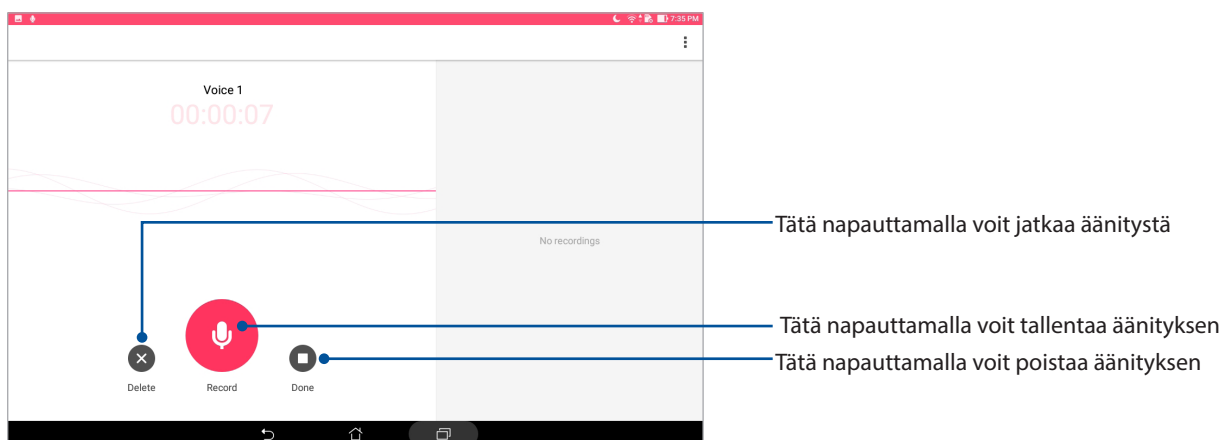 7:35 PM
Voice 1
00:00:07
Tätä napauttamalla voit jatkaa äänitystä
No recordings
Tätä napauttamalla voit tallentaa äänityksen
Tätä napauttamalla voit poistaa äänityksen
Delete
Record
Done